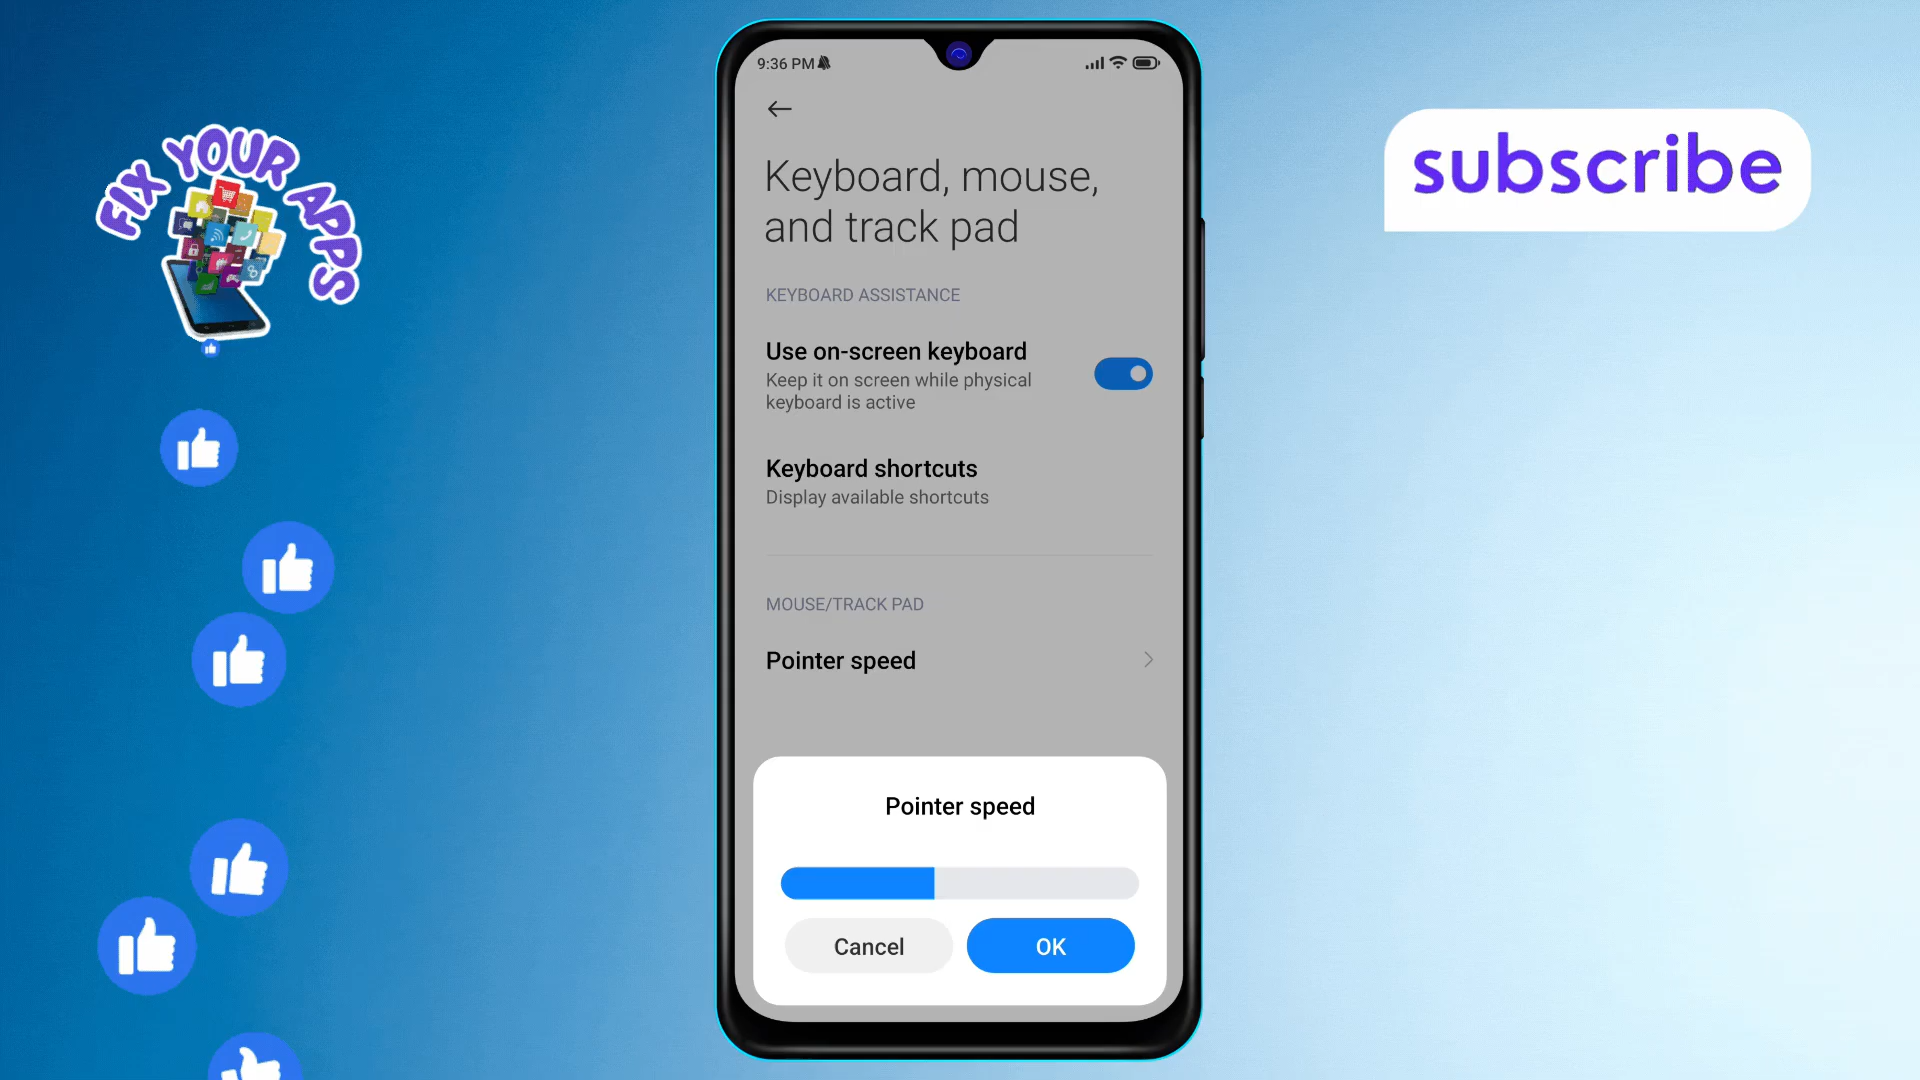 FIX YOUR APPS
subscribe
9:36 PM
Keyboard, mouse,
and track pad
KEYBOARD ASSISTANCE
Use on-screen keyboard
Keep it on screen while physical
keyboard is active
Keyboard shortcuts
Display available shortcuts
MOUSE/TRACK PAD
Pointer speed
Pointer speed
Cancel
OK